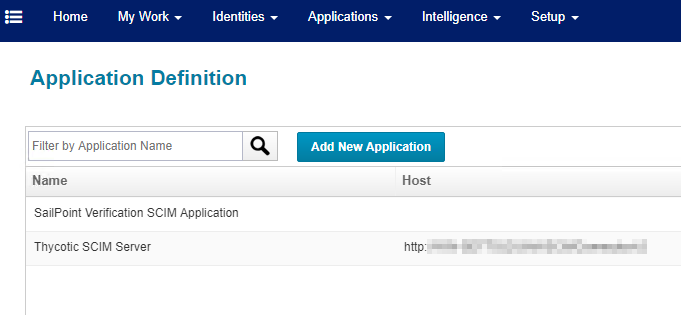 Home My Work Identities Applications Intelligence Setup
Application Definition
Filter by Application Name Add New Application
Name Host
SailPoint Verification SCIM Application
Thycotic SCIM Server http: